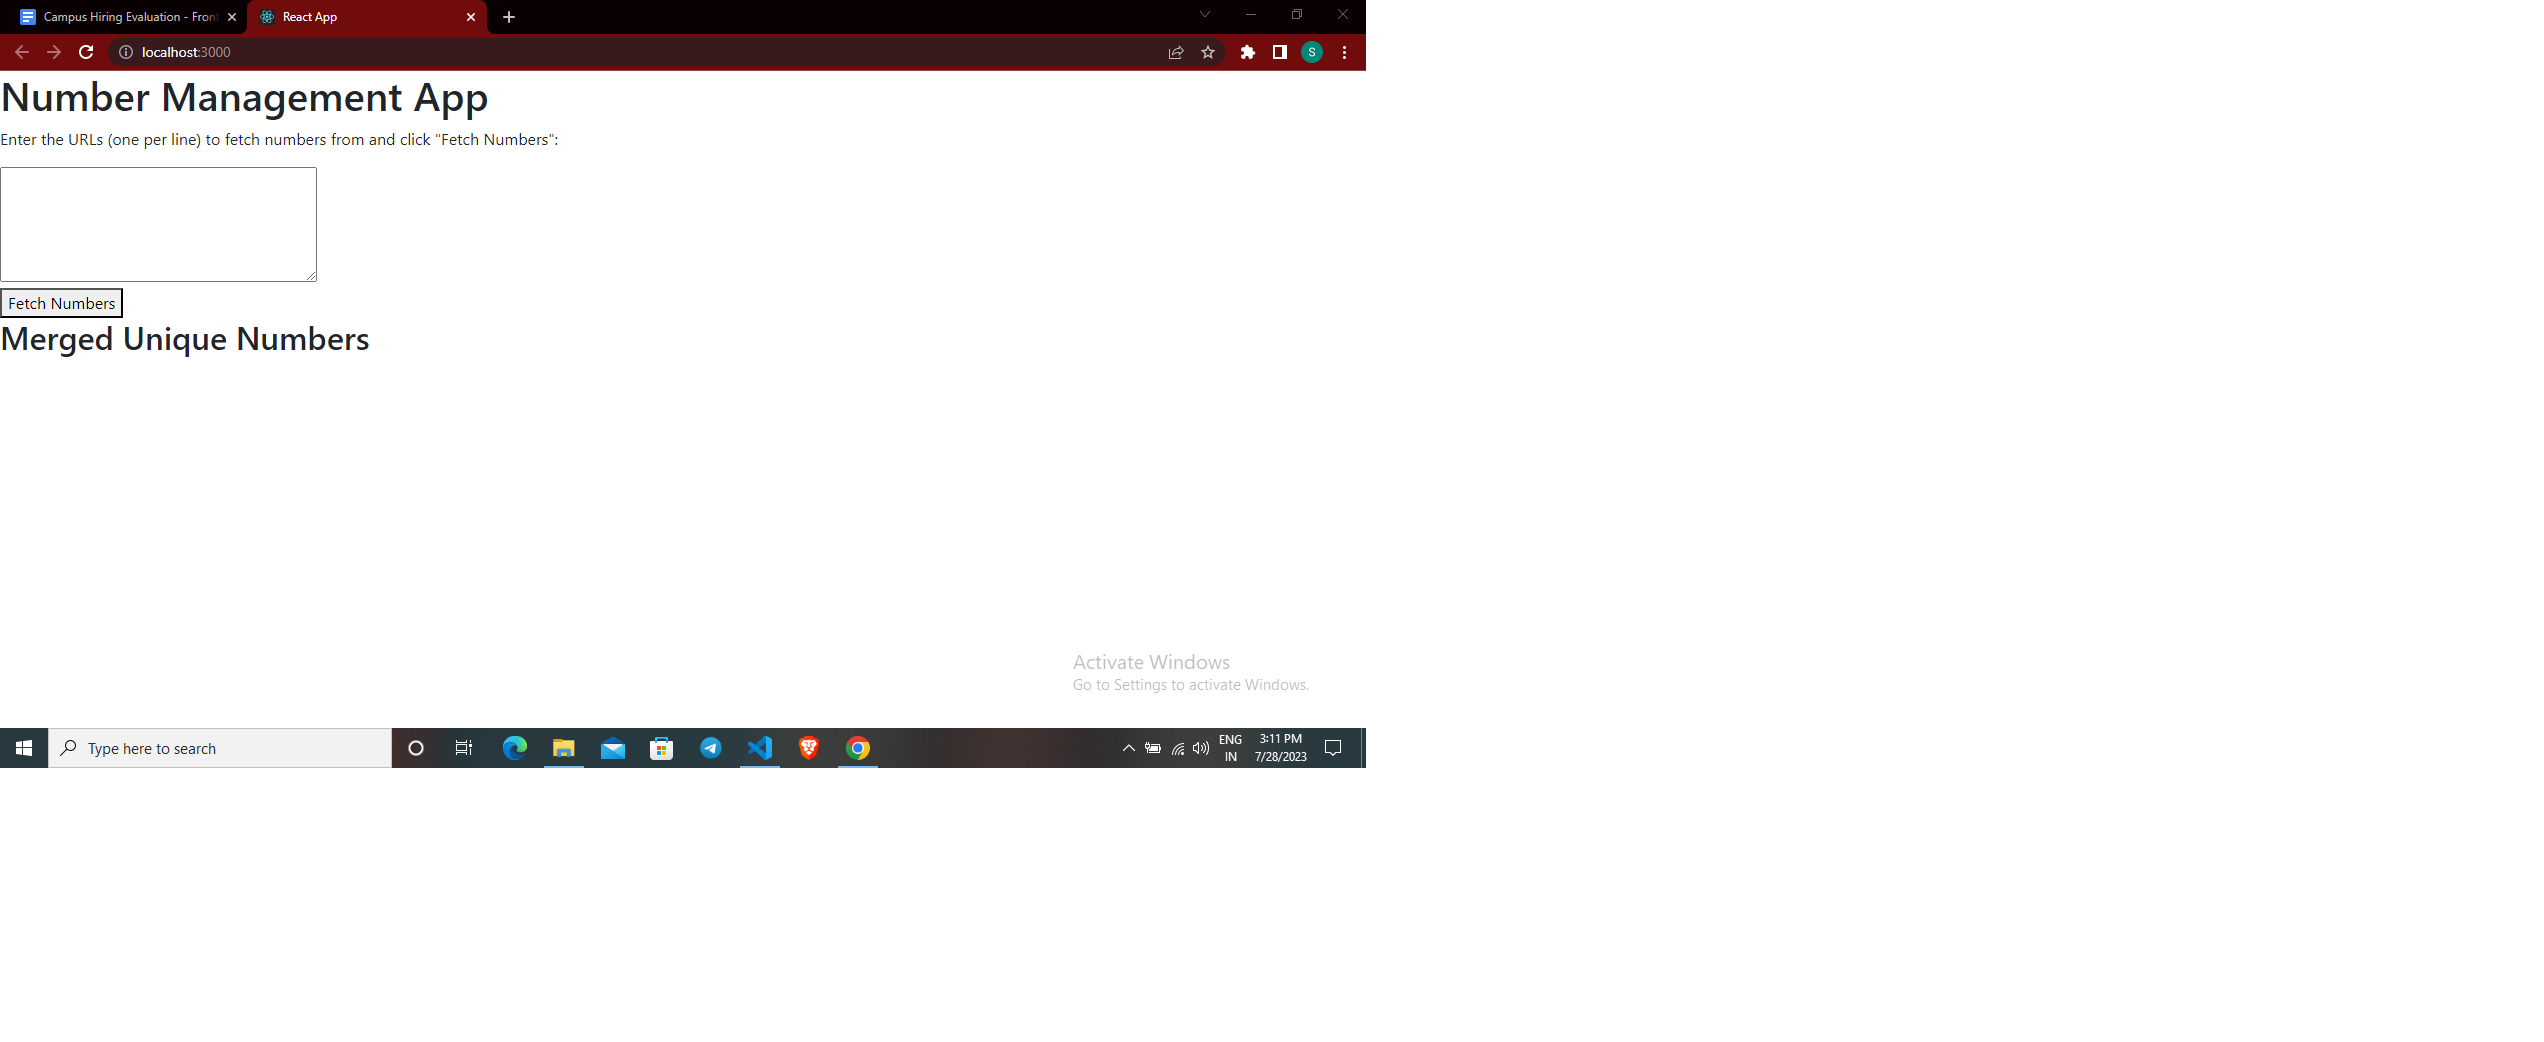 Campus Hiring Evaluation - Fron
React App
localhost:3000
S
Number Management App
Enter the URLs (one per line) to fetch numbers from and click "Fetch Numbers":
Fetch Numbers
Merged Unique Numbers
Activate Windows
Go to Settings to activate Windows.
Type here to search
ENG
IN
3:11 PM
7/28/2023